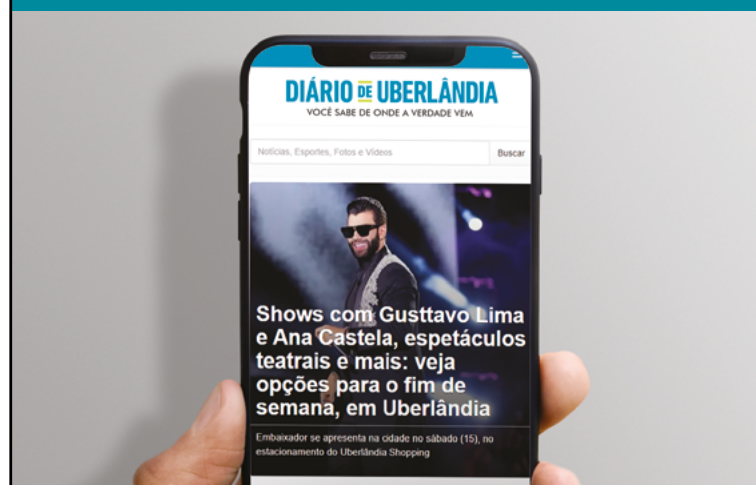 DIÁRIO DE UBERLÂNDIA
VOCÊ SABE DE ONDE A VERDADE VEM
Notícias, Esportes, Fotos e Vídeos
Buscar
Shows com Gusttavo Lima
e Ana Castela, espetáculos
teatrais e mais: veja
opções para o fim de
semana, em Uberlândia
Embaixador se apresenta na cidade no sábado (15), no
estacionamento do Uberlândia Shopping